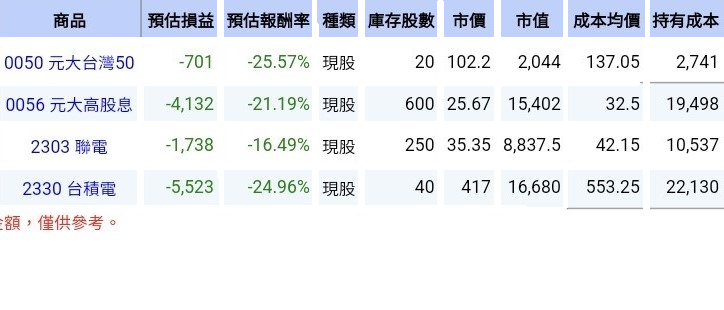 商品 預估損益 預估報酬率 種類 庫存股數 市價 市值 成本均價 持有成本
0050 元大台灣50 -701 -25.57% 現股 20 102.2 2,044 137.05 2,741
0056 元大高股息 -4,132 -21.19% 現股 600 25.67 15,402 32.5 19,498
2303 聯電 -1,738 -16.49% 現股 250 35.35 8,837.5 42.15 10,537
2330 台積電 -5,523 -24.96% 現股 40 417 16,680 553.25 22,130
金額，僅供參考。